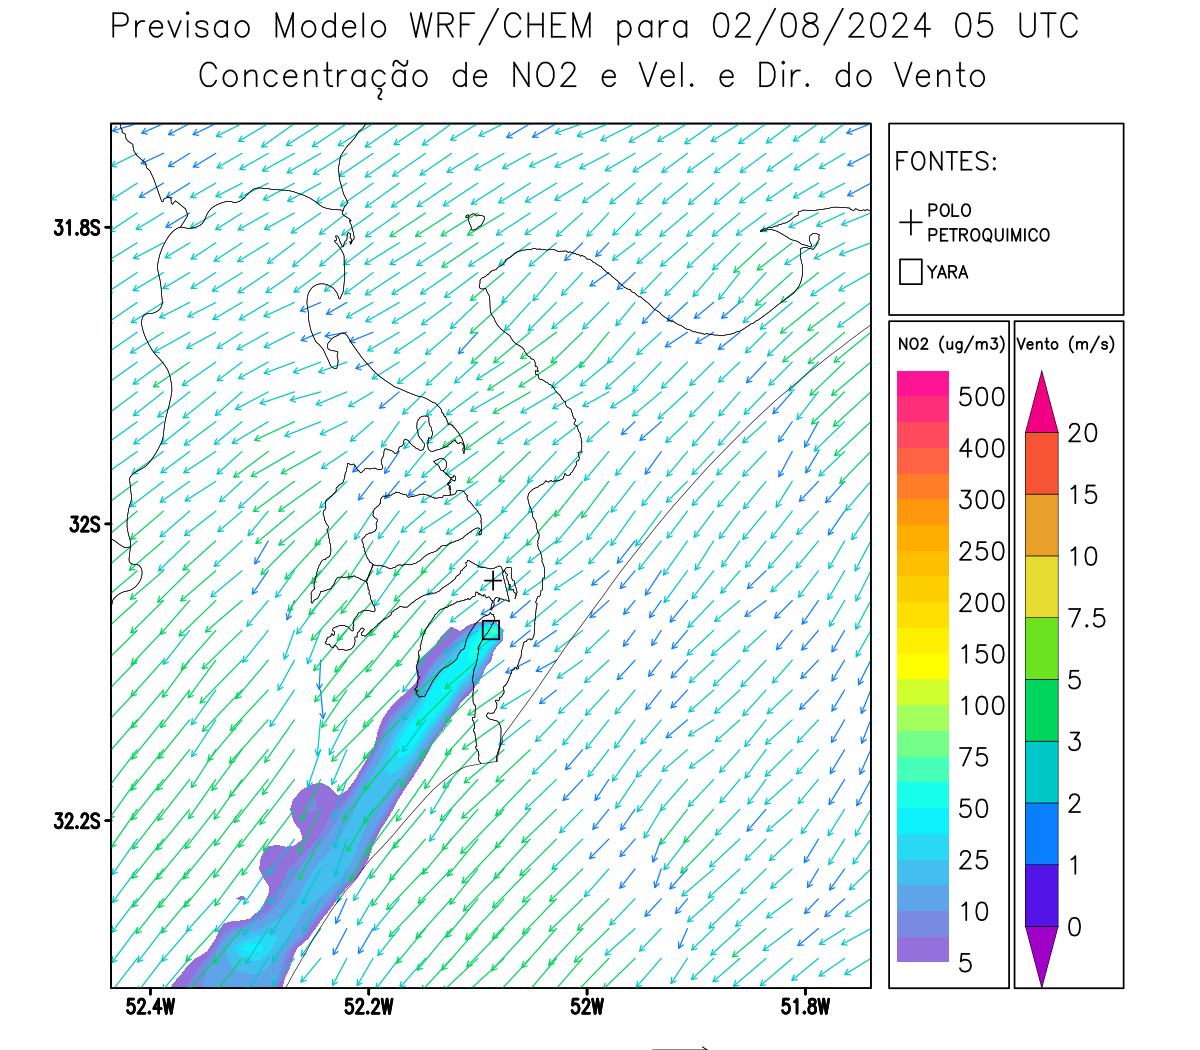 Previsao Modelo WRF/CHEM para 02/08/2024 05 UTC
Concentração de NO2 e Vel. e Dir. do Vento
FONTES:
POLO
PETROQUIMICO
YARA
NO2 (ug/m3)
500
400
300
250
200
150
100
75
50
25
10
5
Vento (m/s)
20
15
10
7.5
5
3
2
1
0
31.8S
32S
32.2S
52.4W
52.2W
52W
51.8W